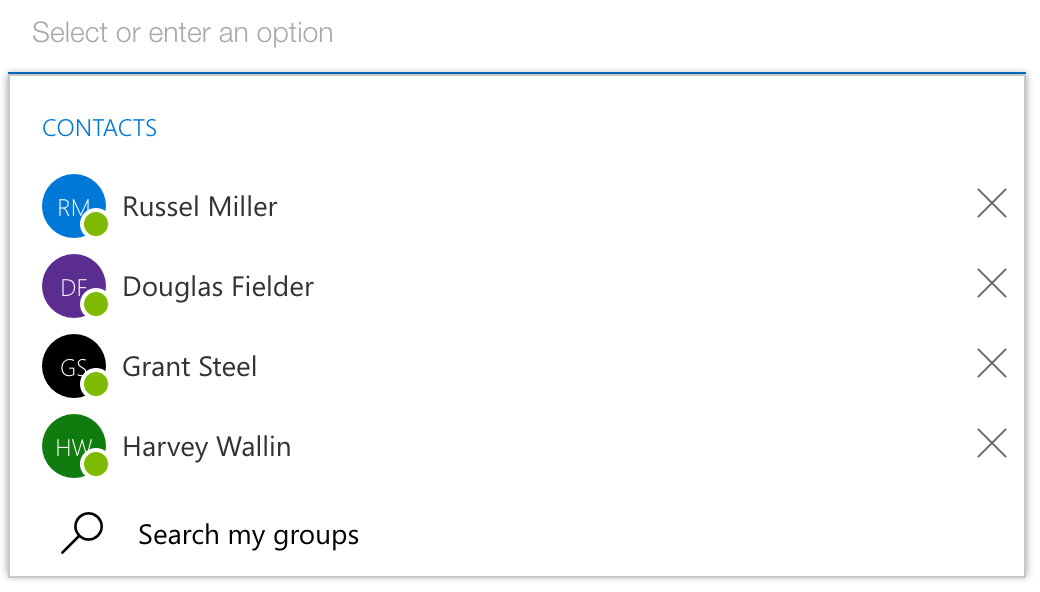 Select or enter an option
CONTACTS
RM Russel Miller
DF Douglas Fielder
GS Grant Steel
HW Harvey Wallin
Search my groups